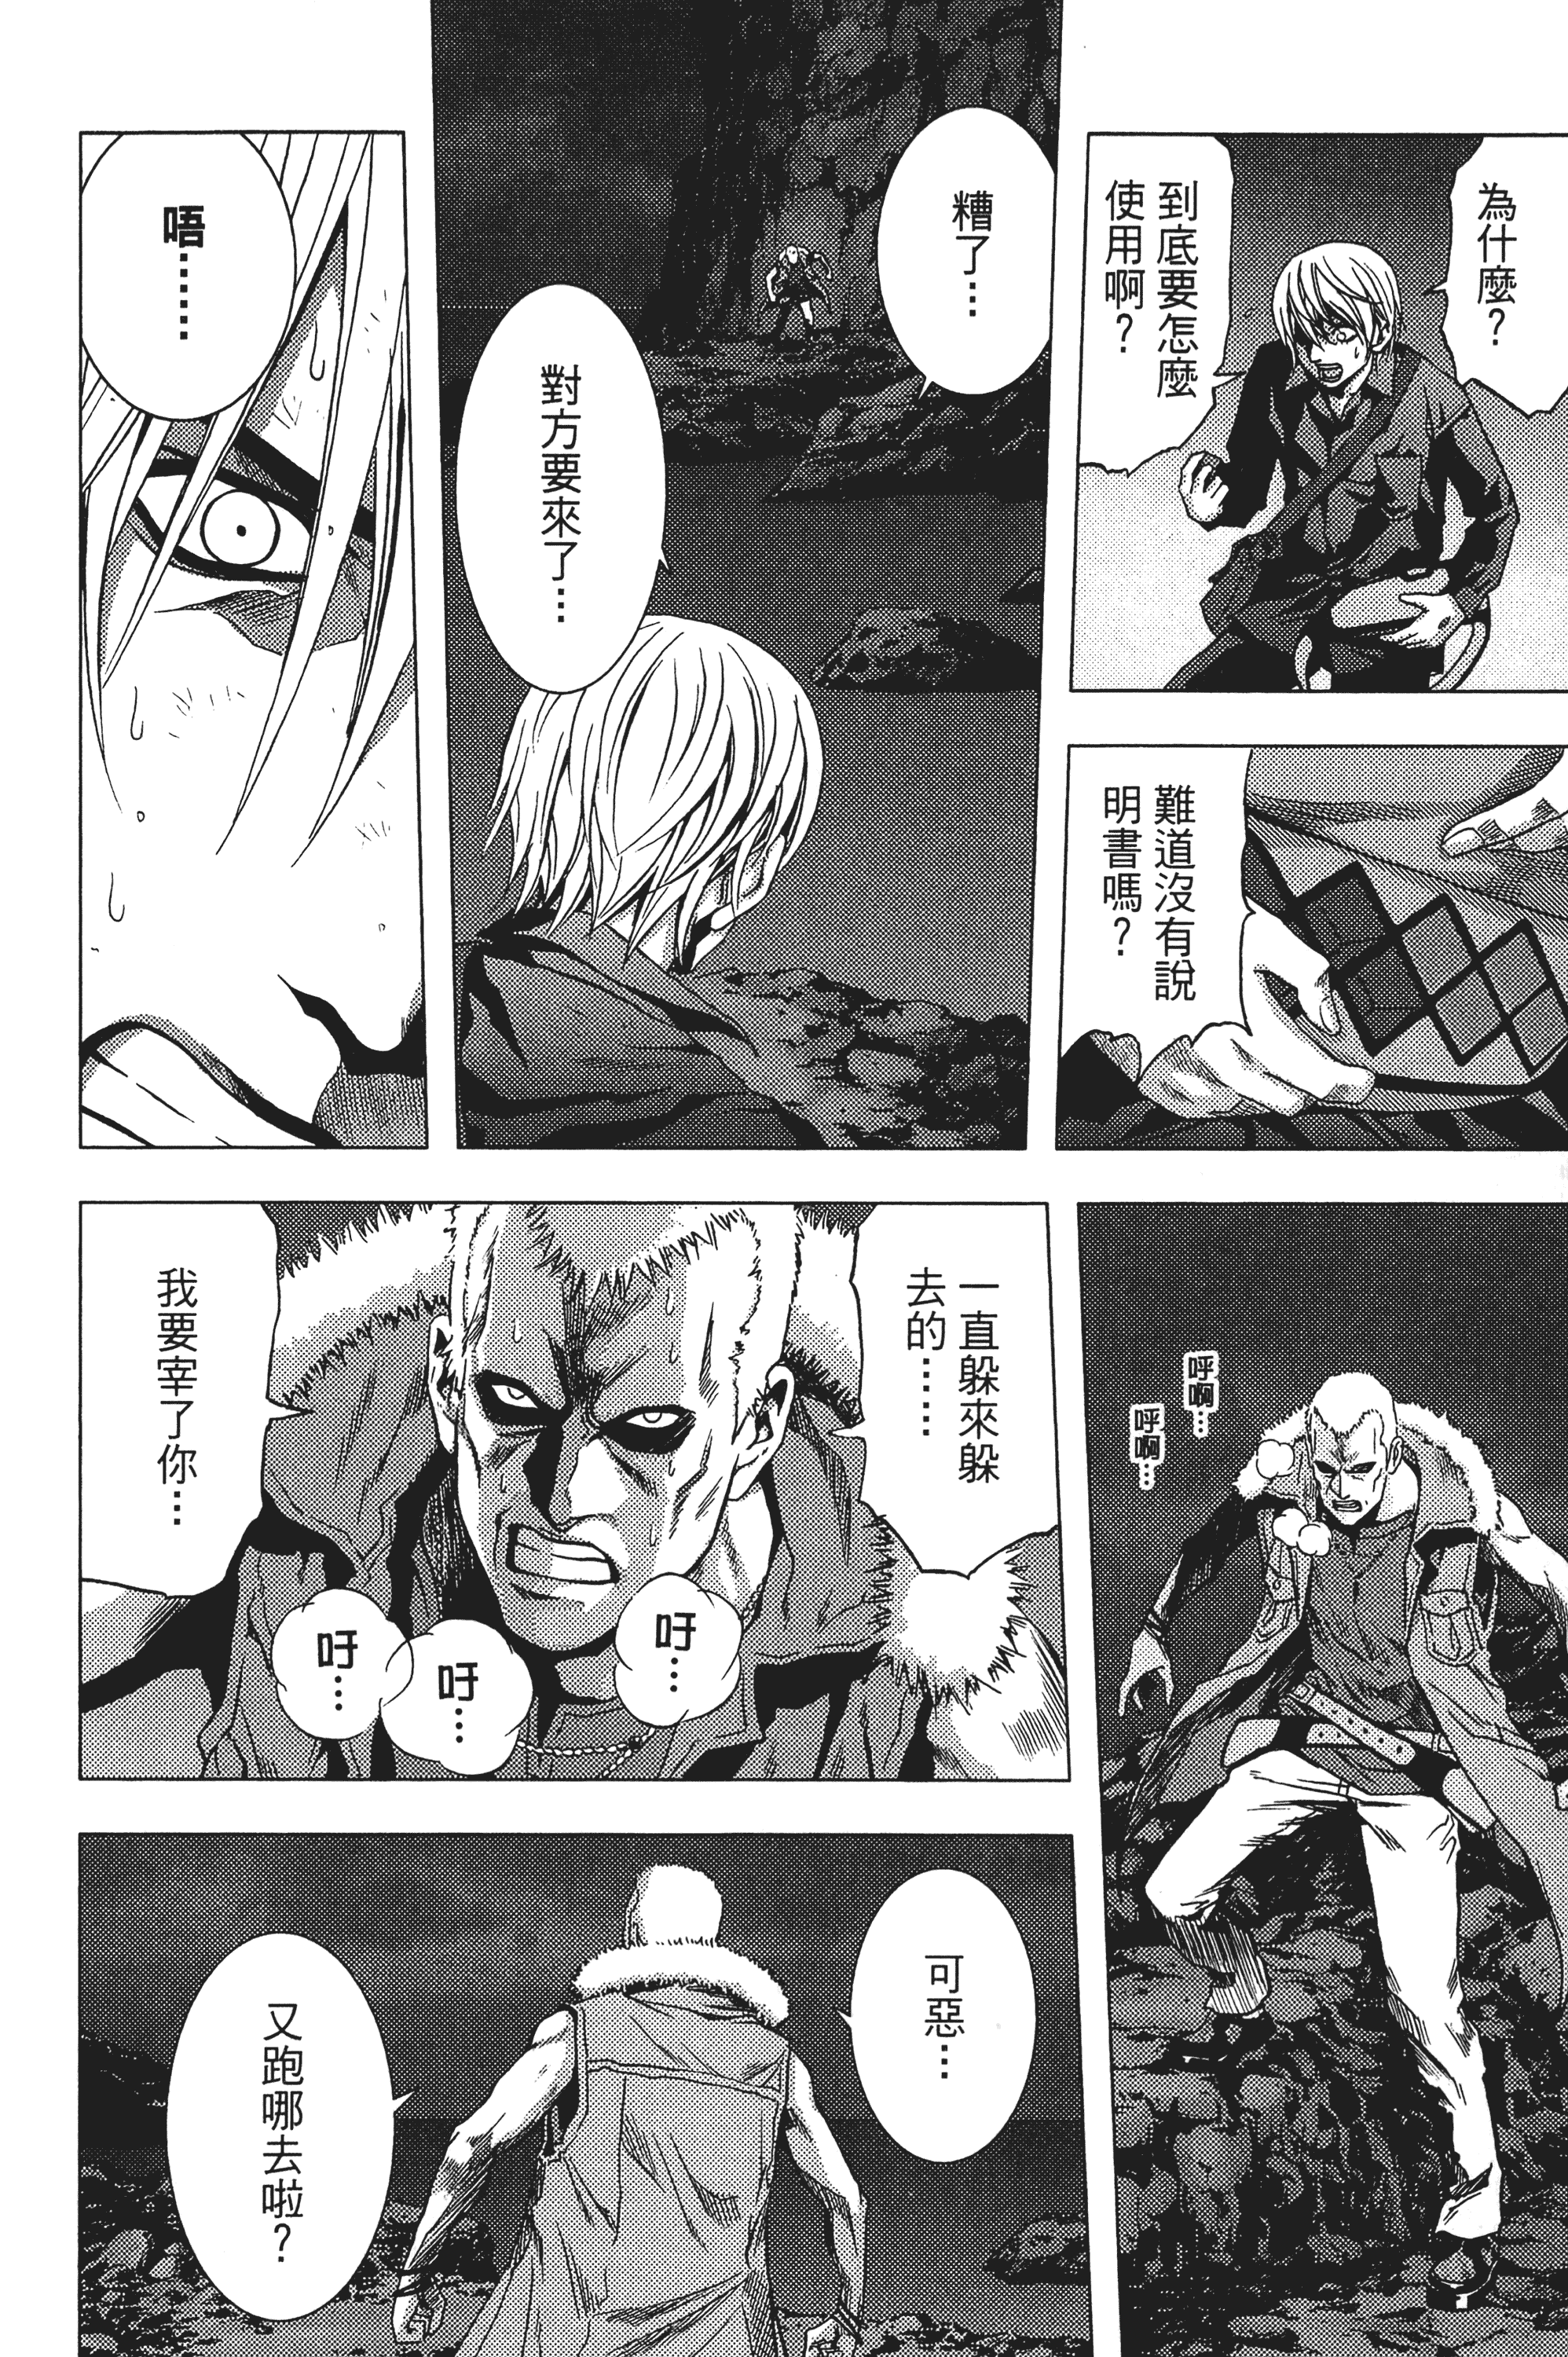 為什麼？
到底要怎麼
使用啊？
難道沒有說
明書嗎？
糟了…
對方要來了…
唔……
呼啊…
呼啊…
一直躲來躲
去的……
吁…
吁…
吁…
我要宰了你…
可惡…
又跑哪去啦？